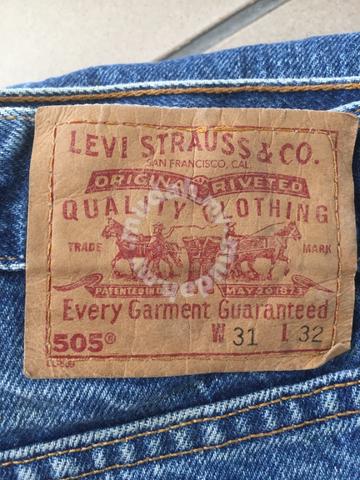 LEVI STRAUSS & CO.
SAN FRANCISCO, CAL.
ORIGINAL RIVETED
QUALITY CLOTHING
TRADE MARK
PATENTED IN U.S. MAY 20 1873
Every Garment Guaranteed
505® W 31 L 32